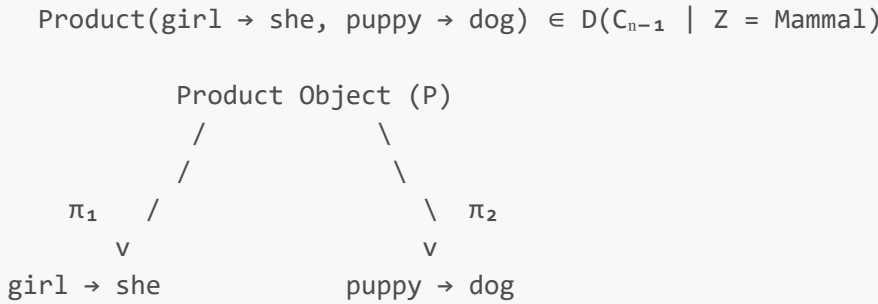 Product(girl → she, puppy → dog) ∈ D(Cₙ₋₁ | Z = Mammal)
Product Object (P)
/ \
/ \
π₁ / \ π₂
v v
girl → she puppy → dog